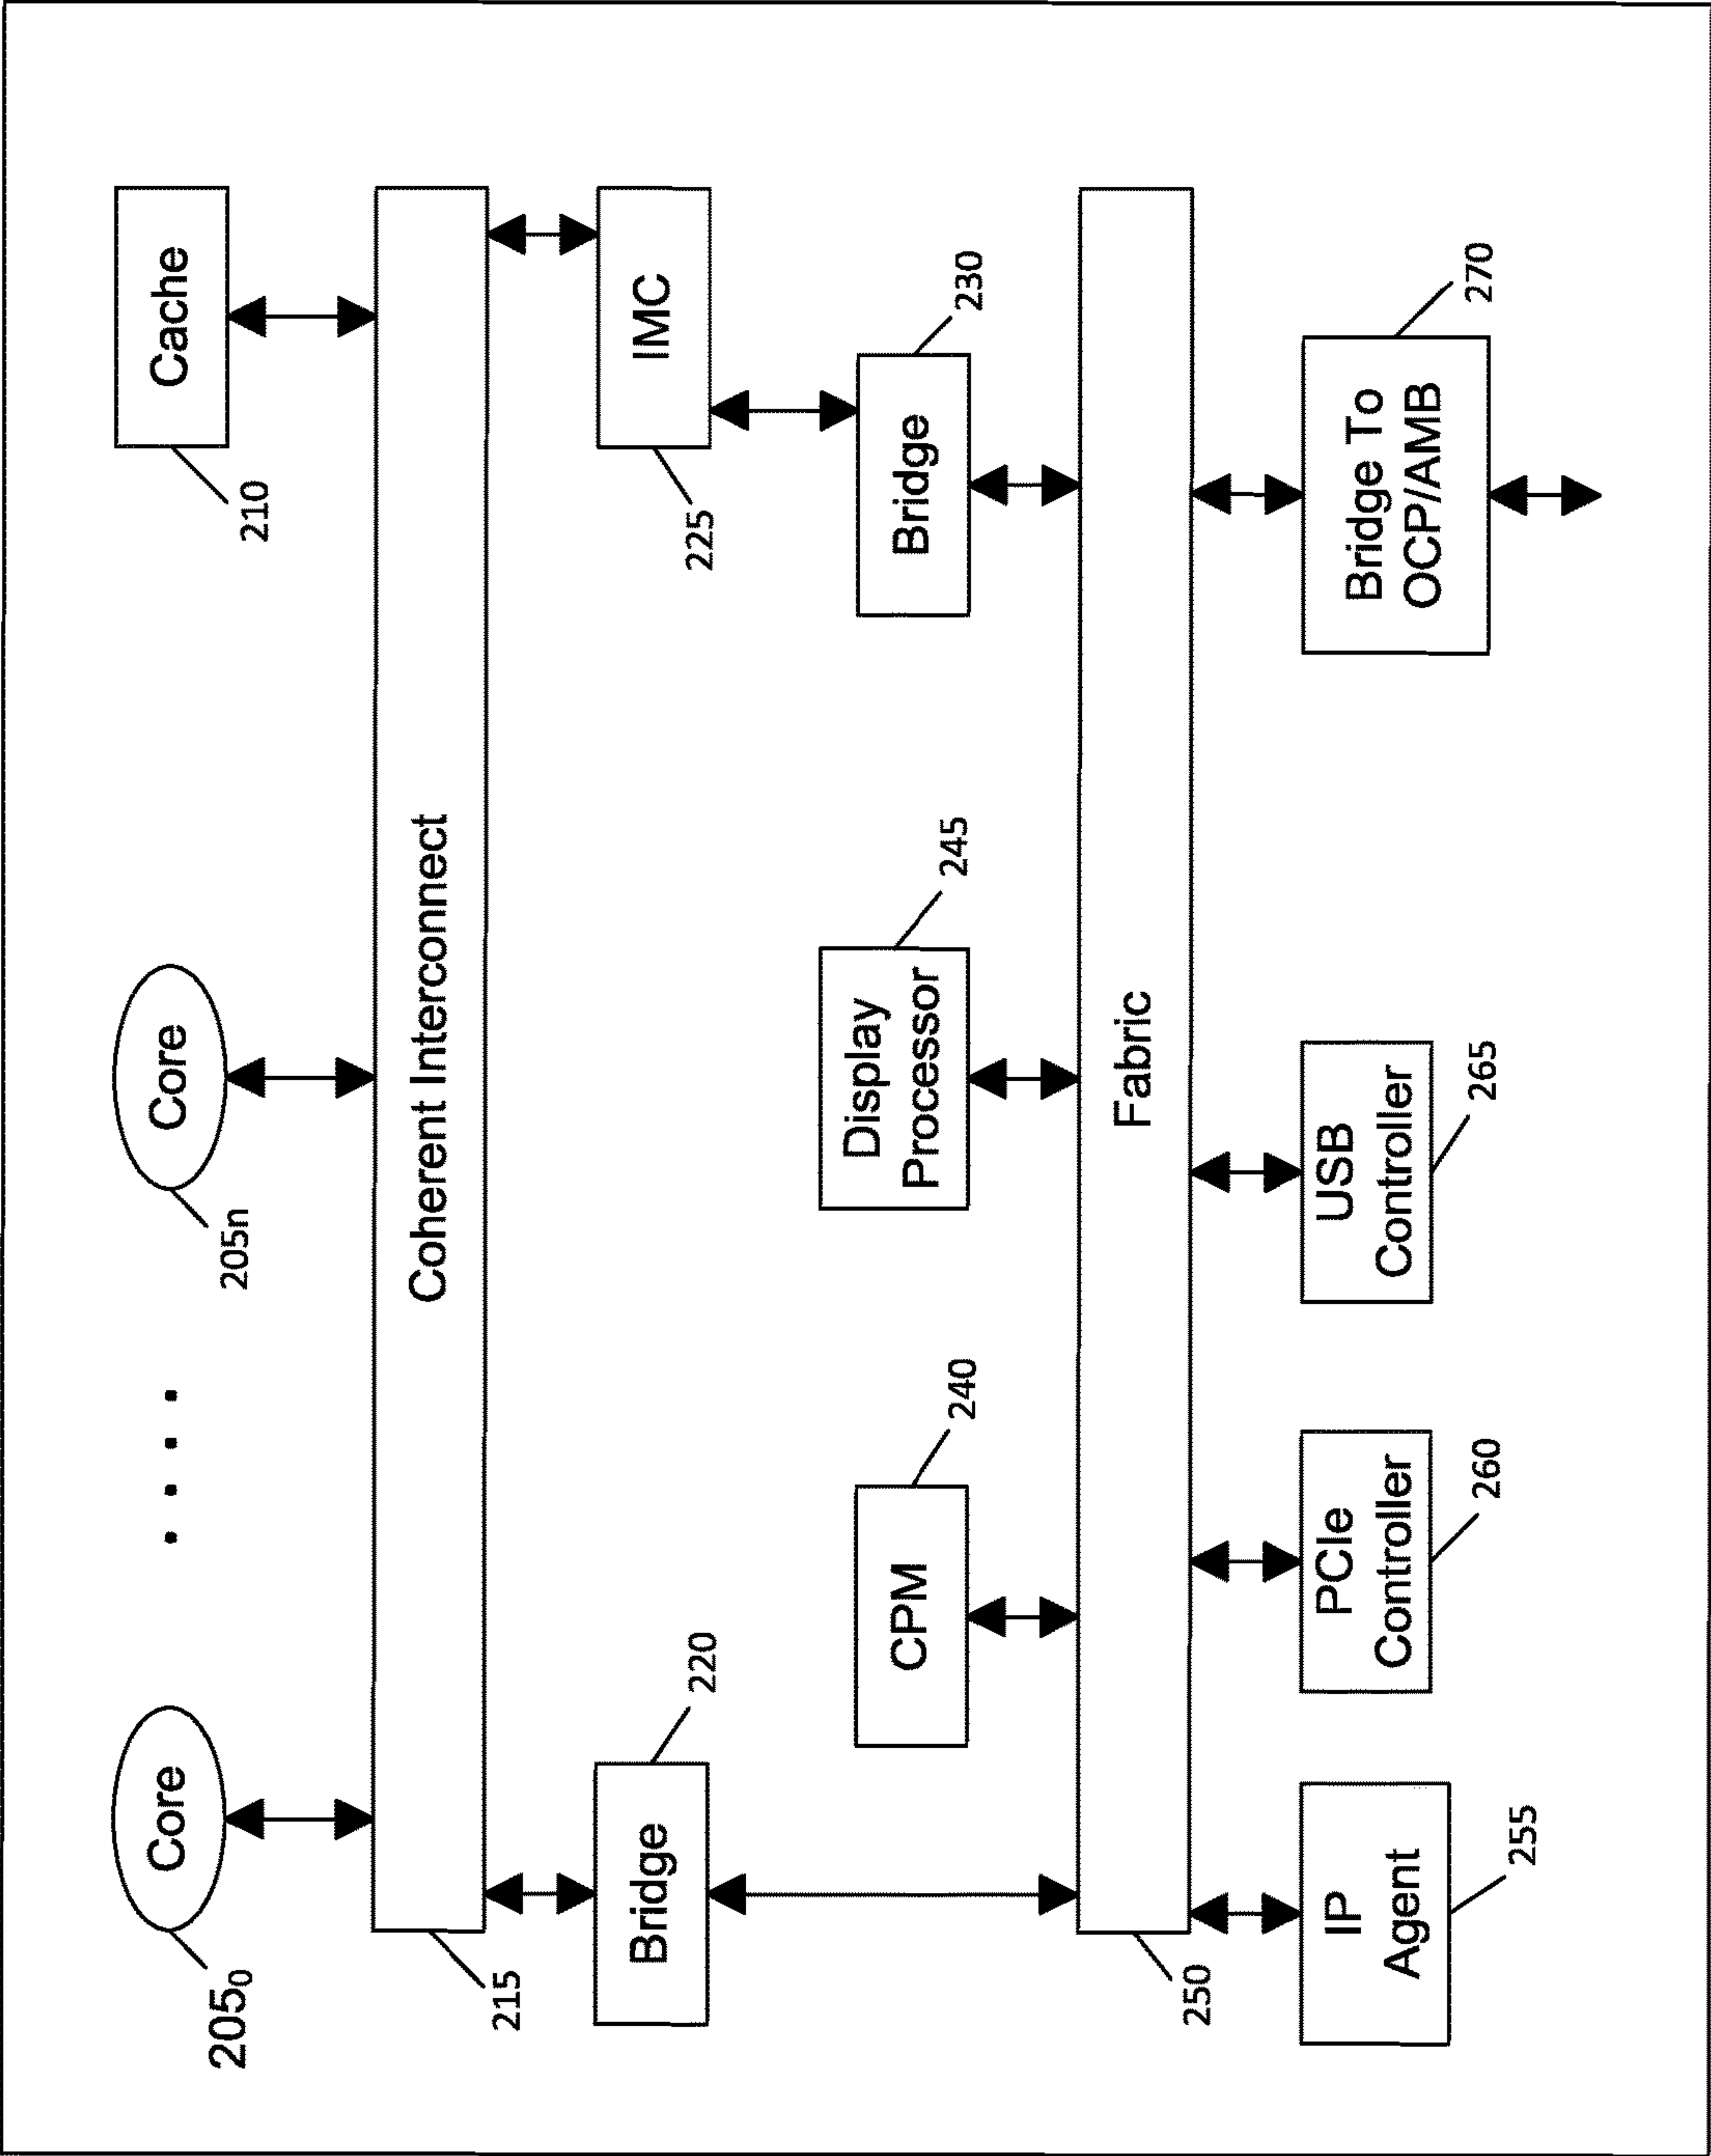 Core
Core
Cache
205₀
205n
210
Coherent Interconnect
215
Bridge
220
IMC
225
Bridge
230
CPM
240
Display
Processor
245
Fabric
250
IP
Agent
255
PCIe
Controller
260
USB
Controller
265
Bridge To
OCP/AMB
270